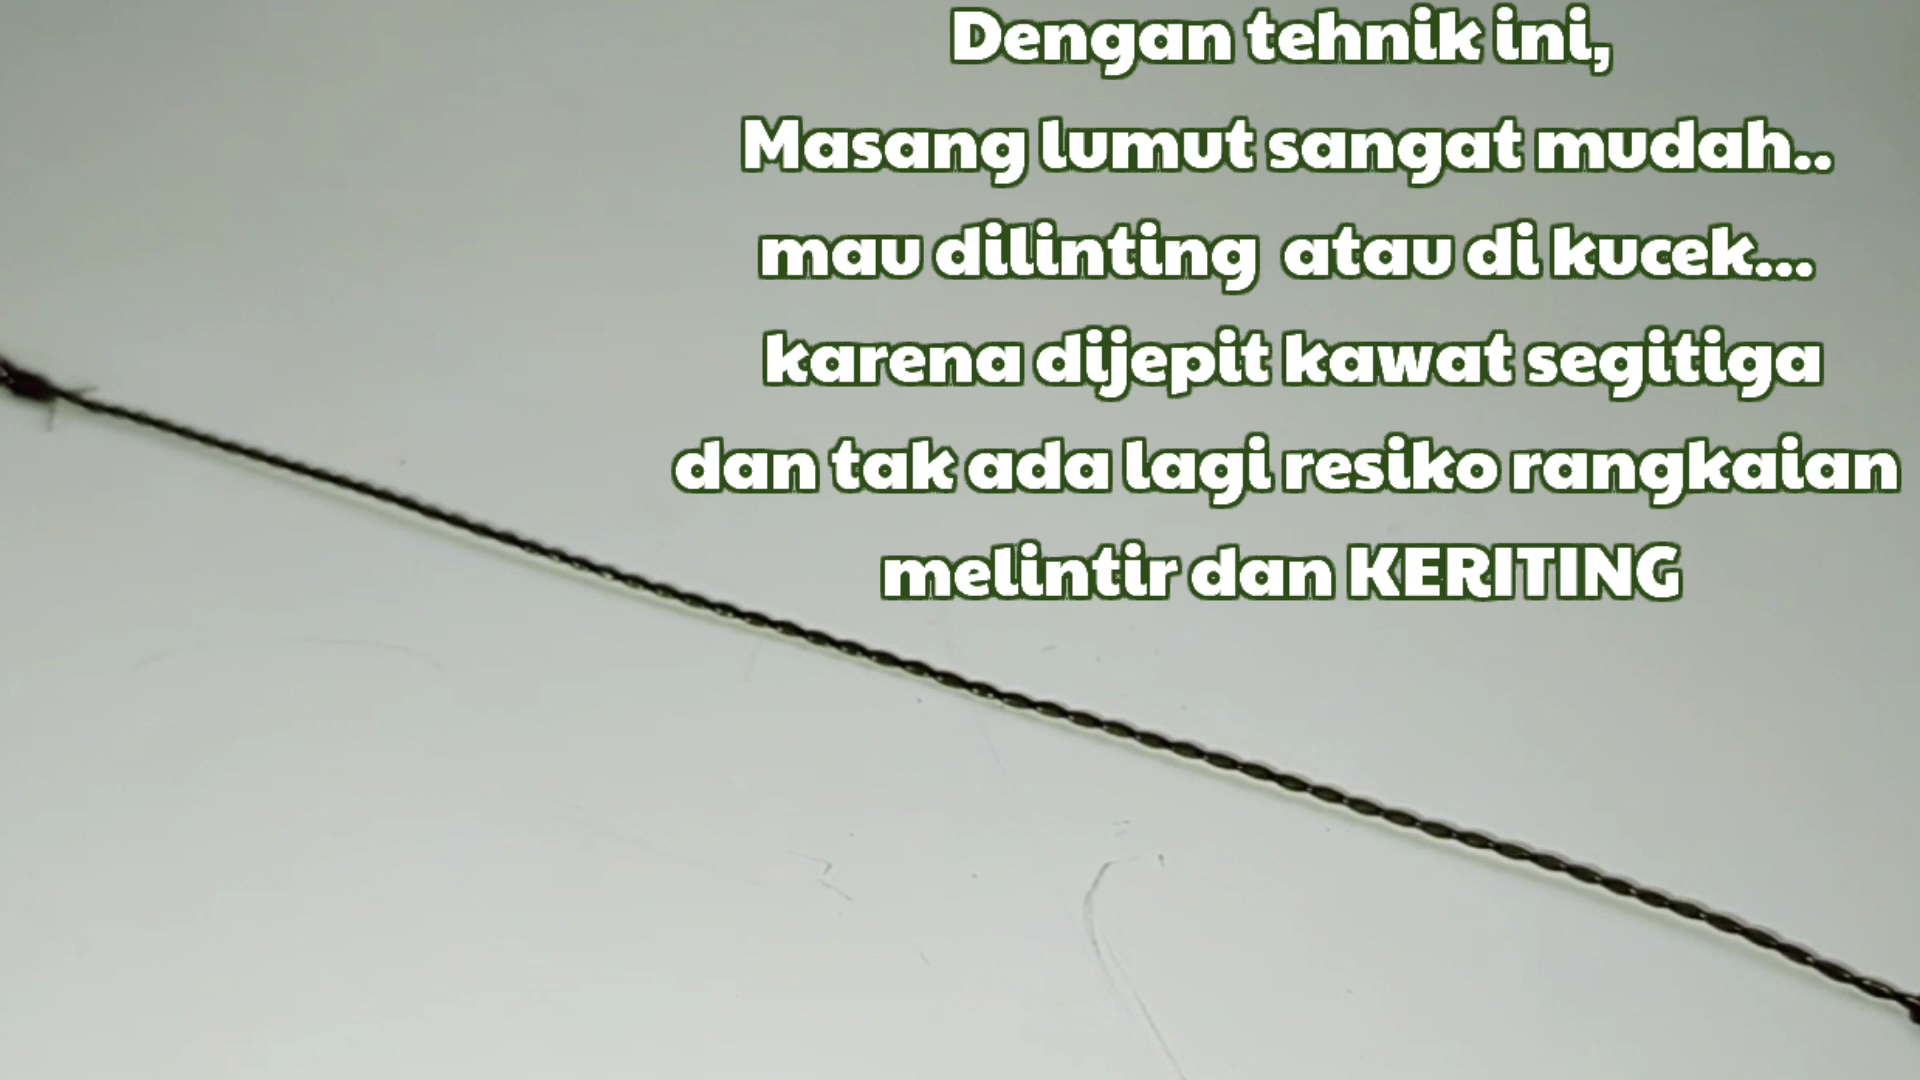 Dengan tehnik ini,
Masang lumut sangat mudah..
mau dilinting atau di kucek...
karena dijepit kawat segitiga
dan tak ada lagi resiko rangkaian
melintir dan KERITING